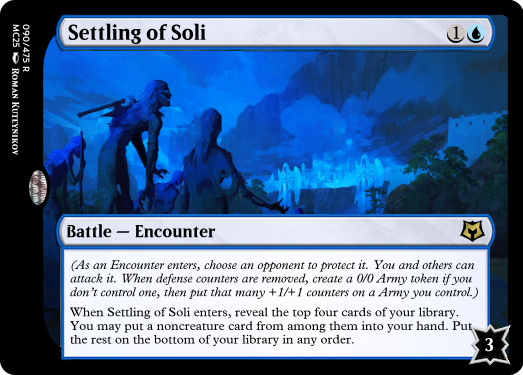 Settling of Soli
1
090/475 R
MC25 ROMAN KUTEYNIKOV
Battle — Encounter
(As an Encounter enters, choose an opponent to protect it. You and others can
attack it. When defense counters are removed, create a 0/0 Army token if you
don't control one, then put that many +1/+1 counters on a Army you control.)
When Settling of Soli enters, reveal the top four cards of your library.
You may put a noncreature card from among them into your hand. Put
the rest on the bottom of your library in any order.
3